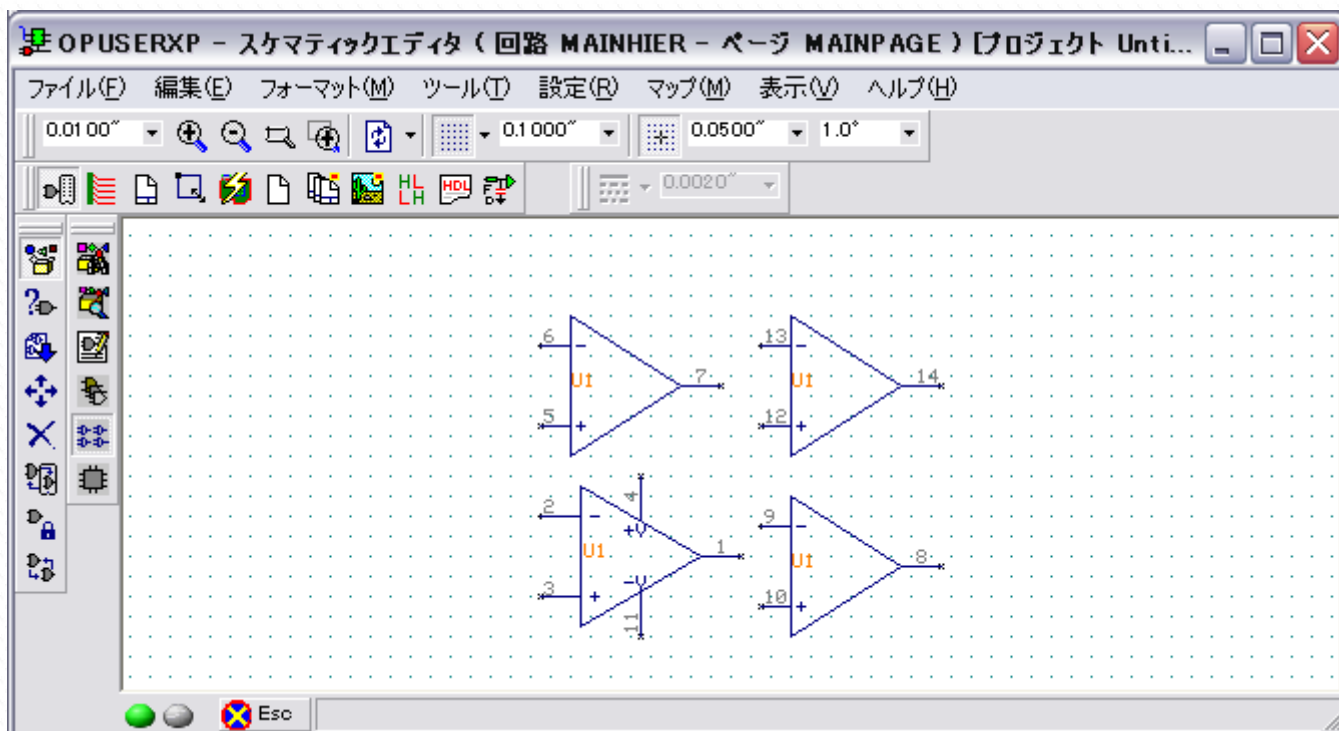 OPUSERXP - スケマティックエディタ ( 回路 MAINHIER - ページ MAINPAGE ) [プロジェクト Unti...
ファイル(F) 編集(E) フォーマット(M) ツール(T) 設定(R) マップ(M) 表示(V) ヘルプ(H)
0.0100" 0.1000" 0.0500" 1.0°
HL LH HDL 0.0020"
6 - U1 5 + 7
13 - U1 12 + 14
2 - U1 3 + 4 +V -V 11 1
9 - U1 10 + 8
Esc